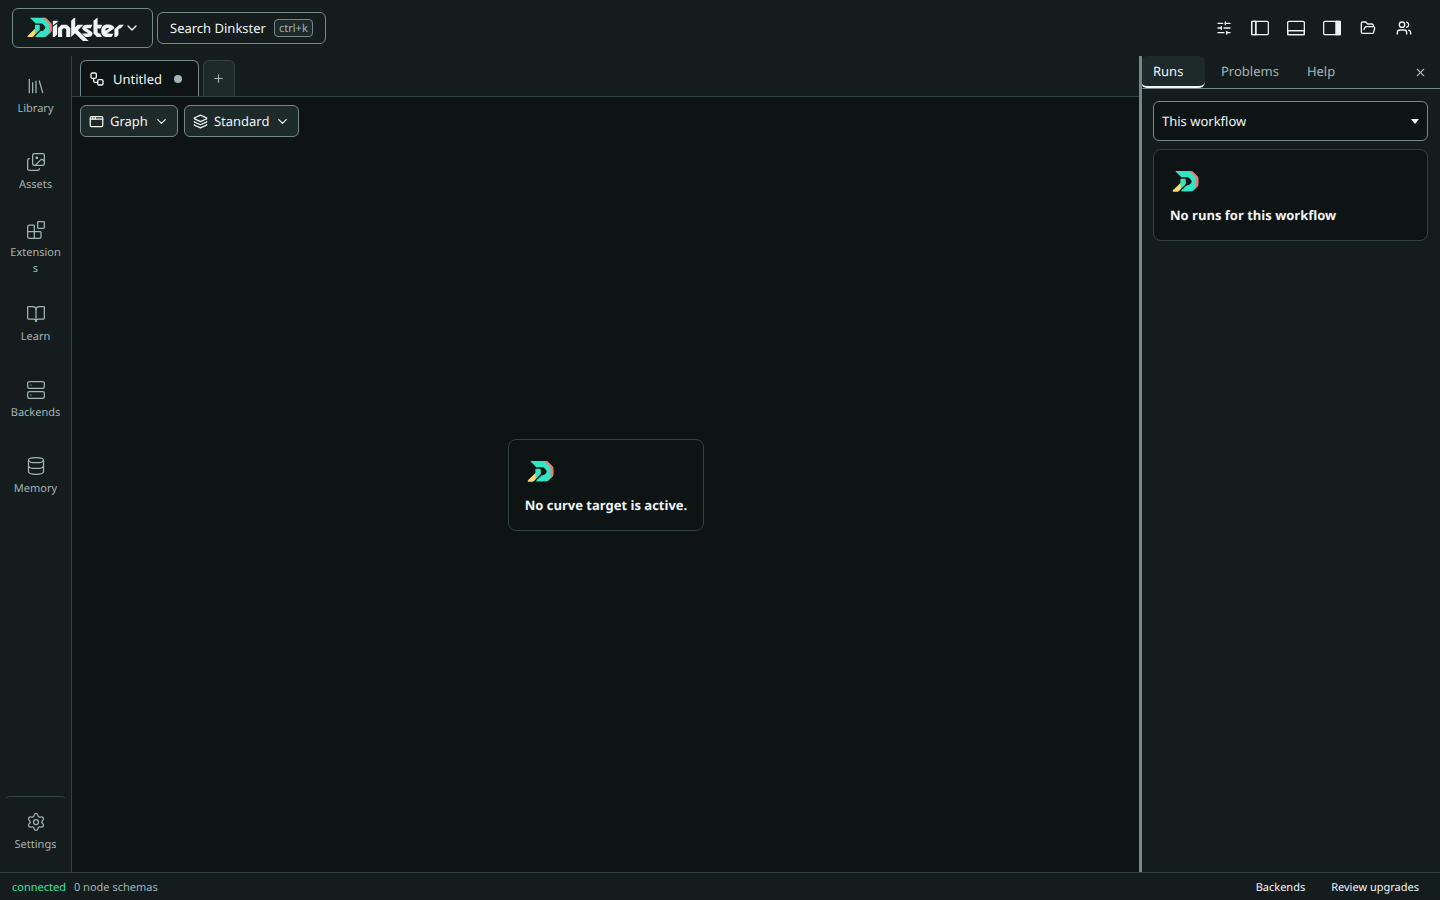 Dinkster
Search Dinkster ctrl+k
Library
Assets
Extension
s
Learn
Backends
Memory
Settings
Untitled
+
Graph
Standard
No curve target is active.
Runs Problems Help
This workflow
No runs for this workflow
connected 0 node schemas
Backends Review upgrades